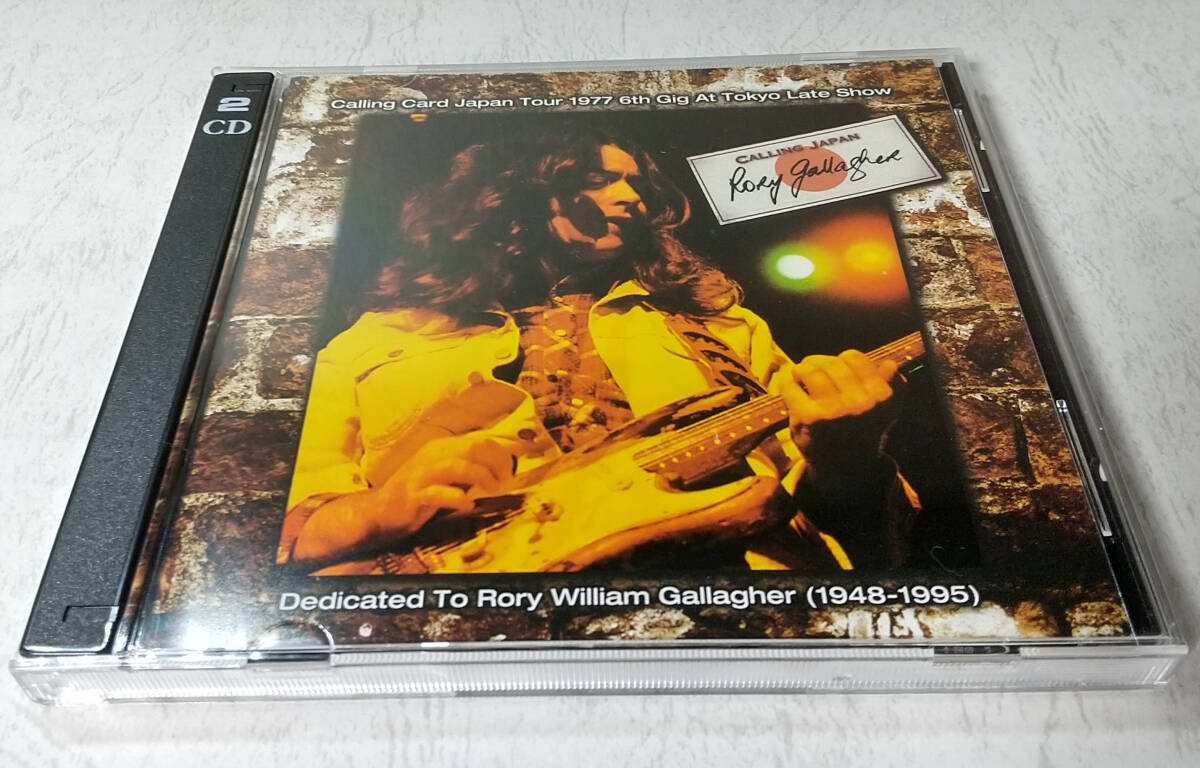 2
CD
Calling Card Japan Tour 1977 6th Gig At Tokyo Late Show
CALLING JAPAN
Rory Gallagher
Dedicated To Rory William Gallagher (1948-1995)